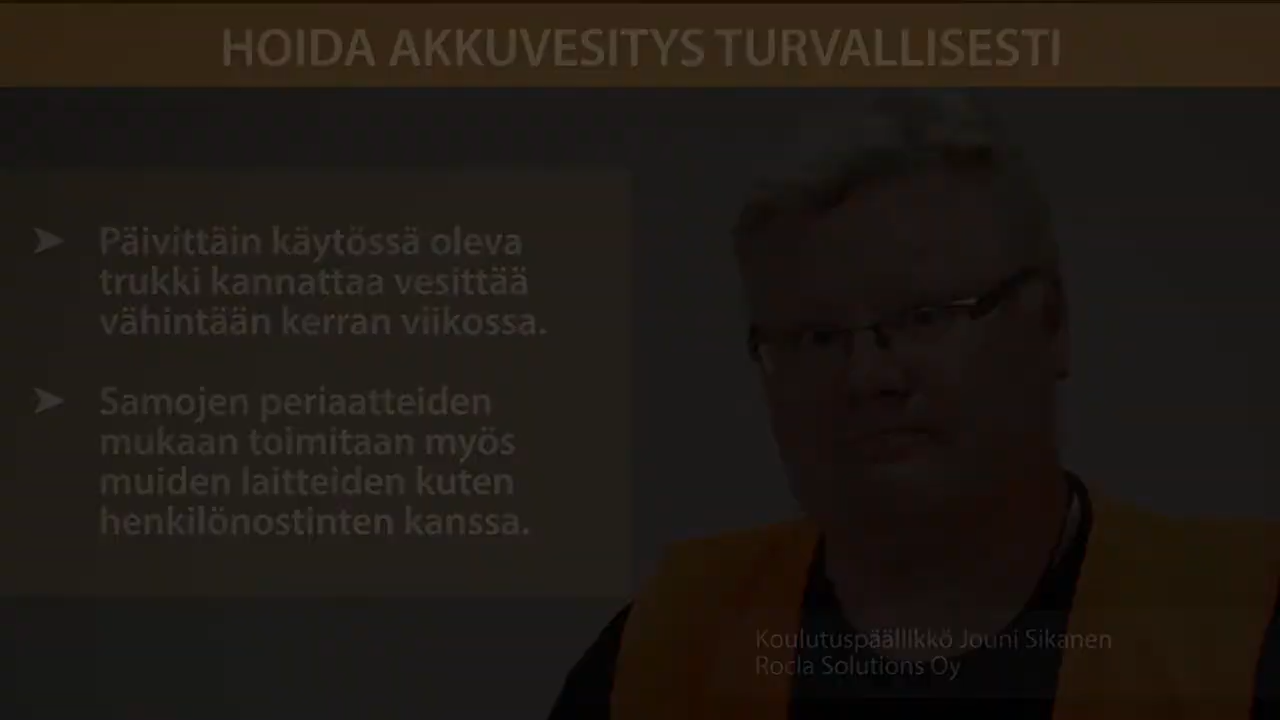 HOIDA AKKUVESITYS TURVALLISESTI
➤ Päivittäin käytössä oleva
trukki kannattaa vesittää
vähintään kerran viikossa.
➤ Samojen periaatteiden
mukaan toimitaan myös
muiden laitteiden kuten
henkilönostinten kanssa.
Koulutuspäällikkö Jouni Sikanen
Rocla Solutions Oy